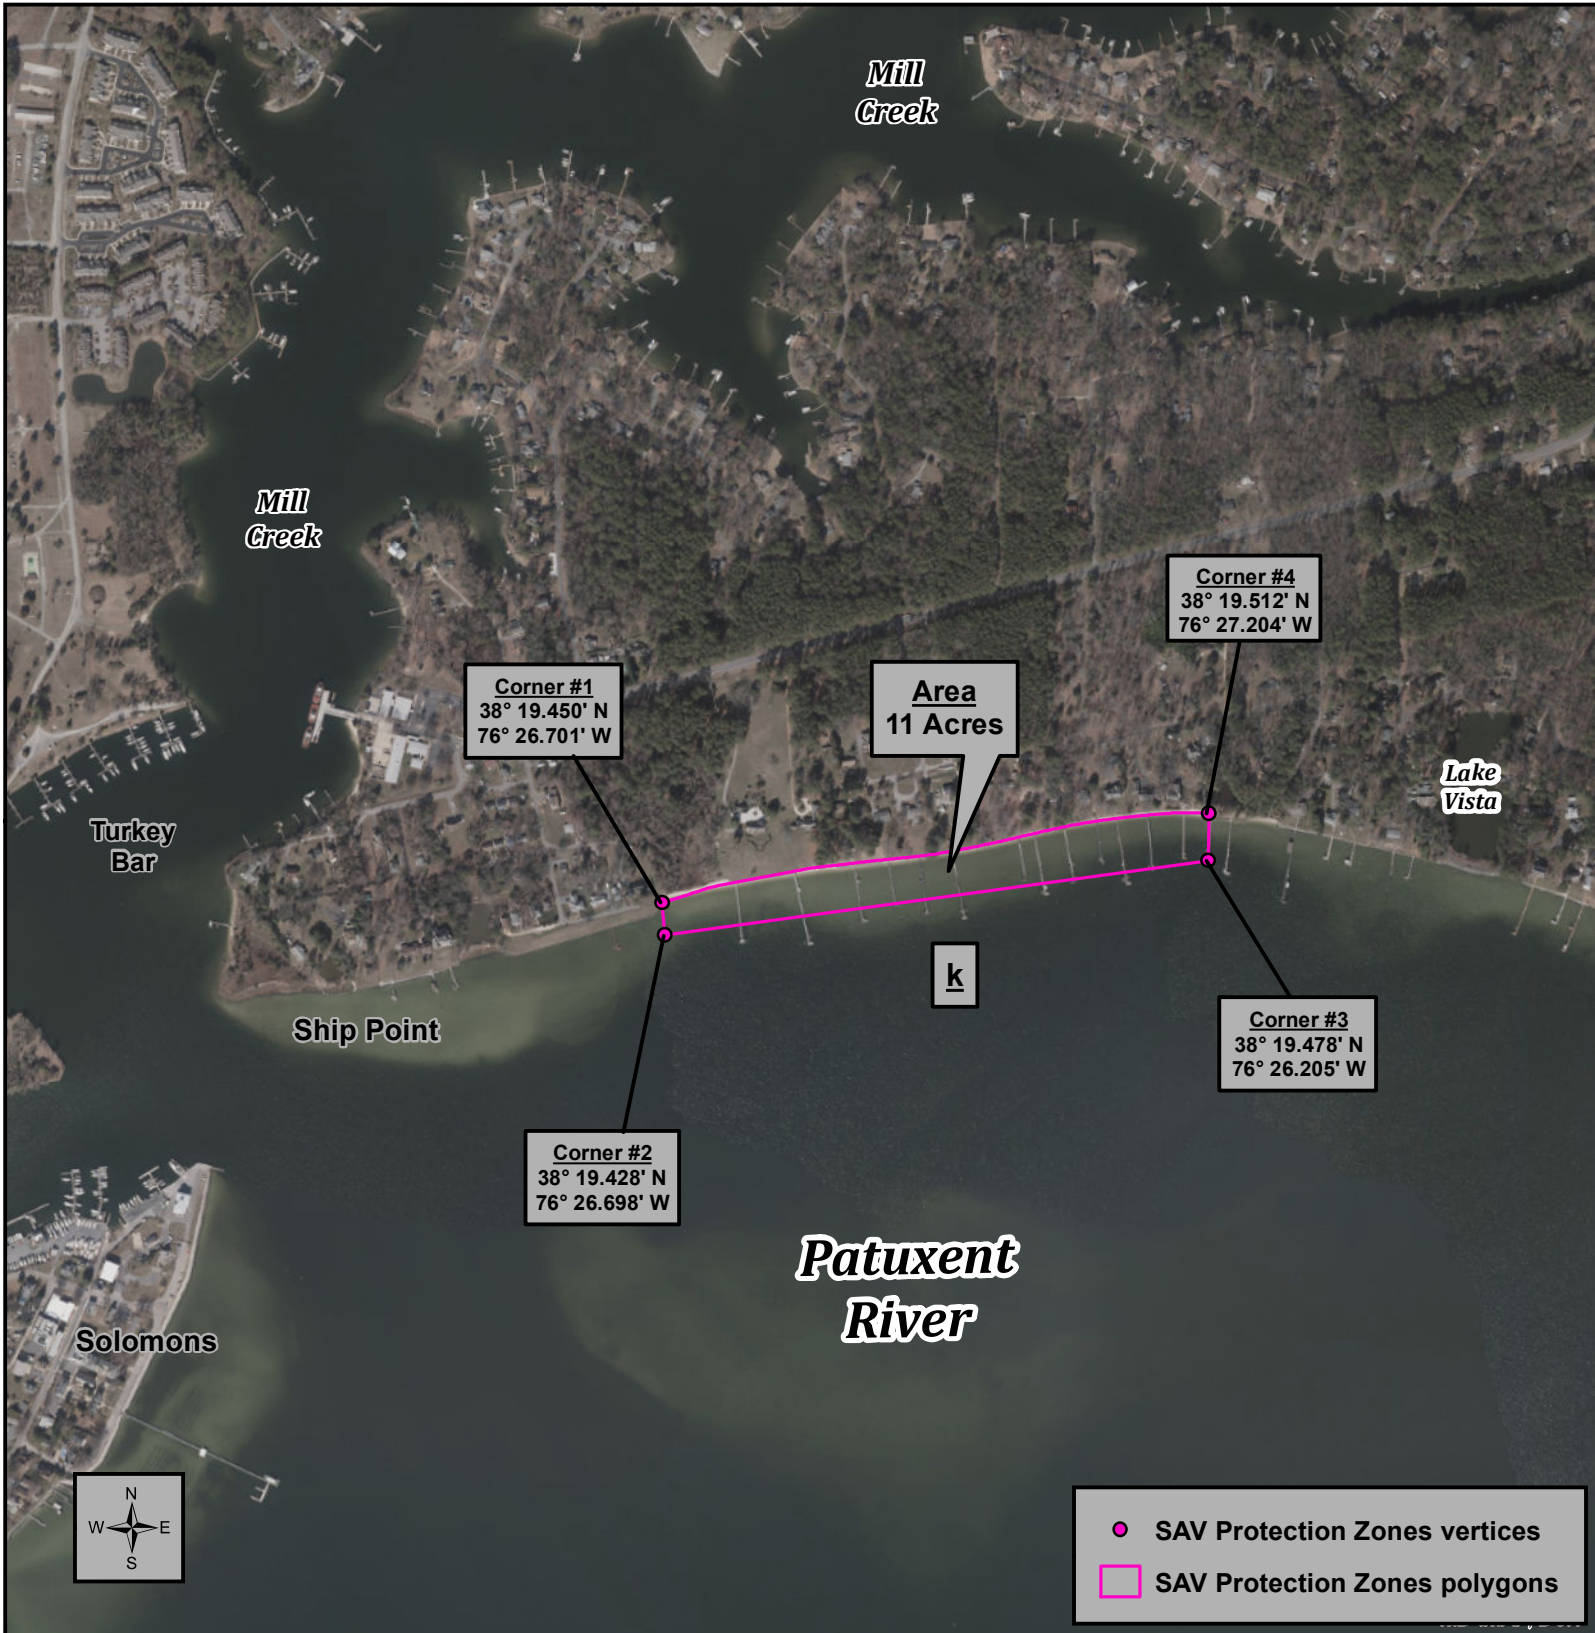 Mill
Creek
Mill
Creek
Corner #4
38° 19.512' N
76° 27.204' W
Corner #1
38° 19.450' N
76° 26.701' W
Area
11 Acres
Lake
Vista
Turkey
Bar
k
Ship Point
Corner #3
38° 19.478' N
76° 26.205' W
Corner #2
38° 19.428' N
76° 26.698' W
Patuxent
River
Solomons
N
W E
S
SAV Protection Zones vertices
SAV Protection Zones polygons